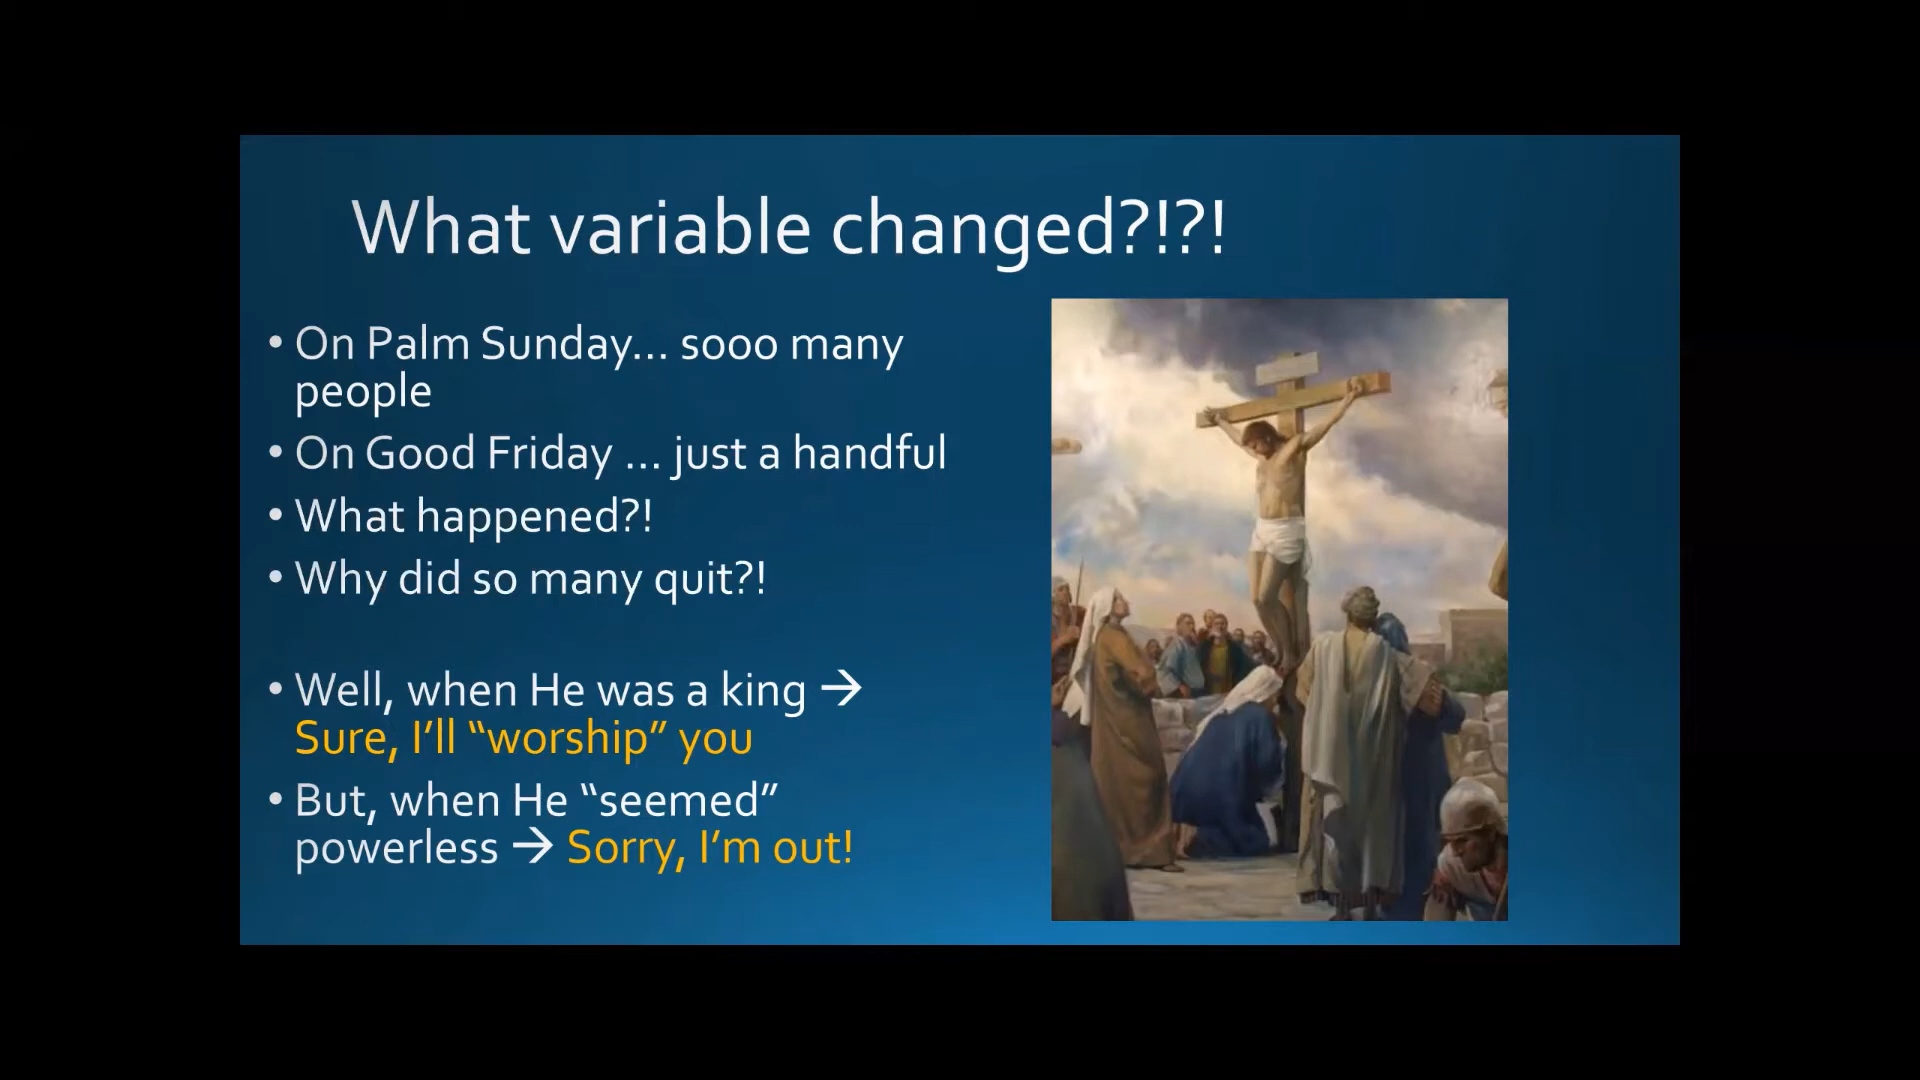 What variable changed?!?!
• On Palm Sunday... sooo many
people
• On Good Friday ... just a handful
• What happened?!
• Why did so many quit?!
• Well, when He was a king →
Sure, I’ll “worship” you
• But, when He “seemed”
powerless → Sorry, I’m out!